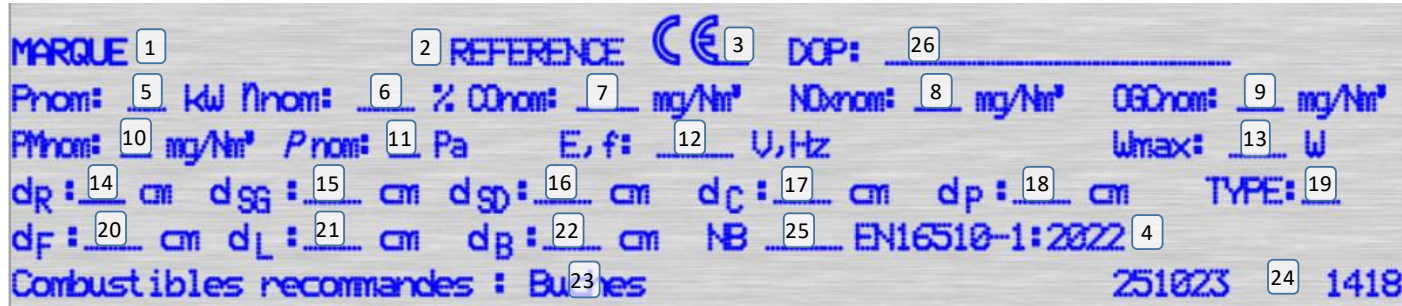 MARQUE 1 2 REFERENCE CE 3 DOP: 26
Pnom: 5 kW ηnom: 6 % COnom: 7 mg/Nm³ NOxnom: 8 mg/Nm³ OGCnom: 9 mg/Nm³
PMnom: 10 mg/Nm³ Pnom: 11 Pa E,f: 12 V,Hz Wmax: 13 W
dR : 14 cm dSG : 15 cm dSD : 16 cm dC : 17 cm dP : 18 cm TYPE: 19
dF : 20 cm dL : 21 cm dB : 22 cm NB 25 EN16510-1:2022 4
Combustibles recommandes : 23 251023 24 1418